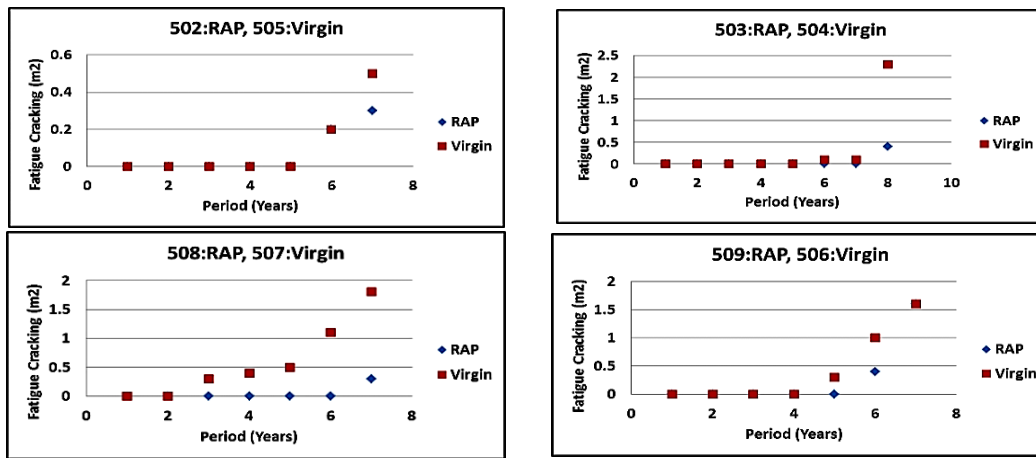 502:RAP, 505:Virgin
Fatigue Cracking (m2)
0.6
0.4
0.2
0
0 2 4 6 8
Period (Years)
RAP
Virgin
503:RAP, 504:Virgin
Fatigue Cracking (m2)
2.5
2
1.5
1
0.5
0
0 2 4 6 8 10
Period (Years)
RAP
Virgin
508:RAP, 507:Virgin
Fatigue Cracking (m2)
2
1.5
1
0.5
0
0 2 4 6 8
Period (Years)
RAP
Virgin
509:RAP, 506:Virgin
Fatigue Cracking (m2)
2
1.5
1
0.5
0
0 2 4 6 8
Period (Years)
RAP
Virgin